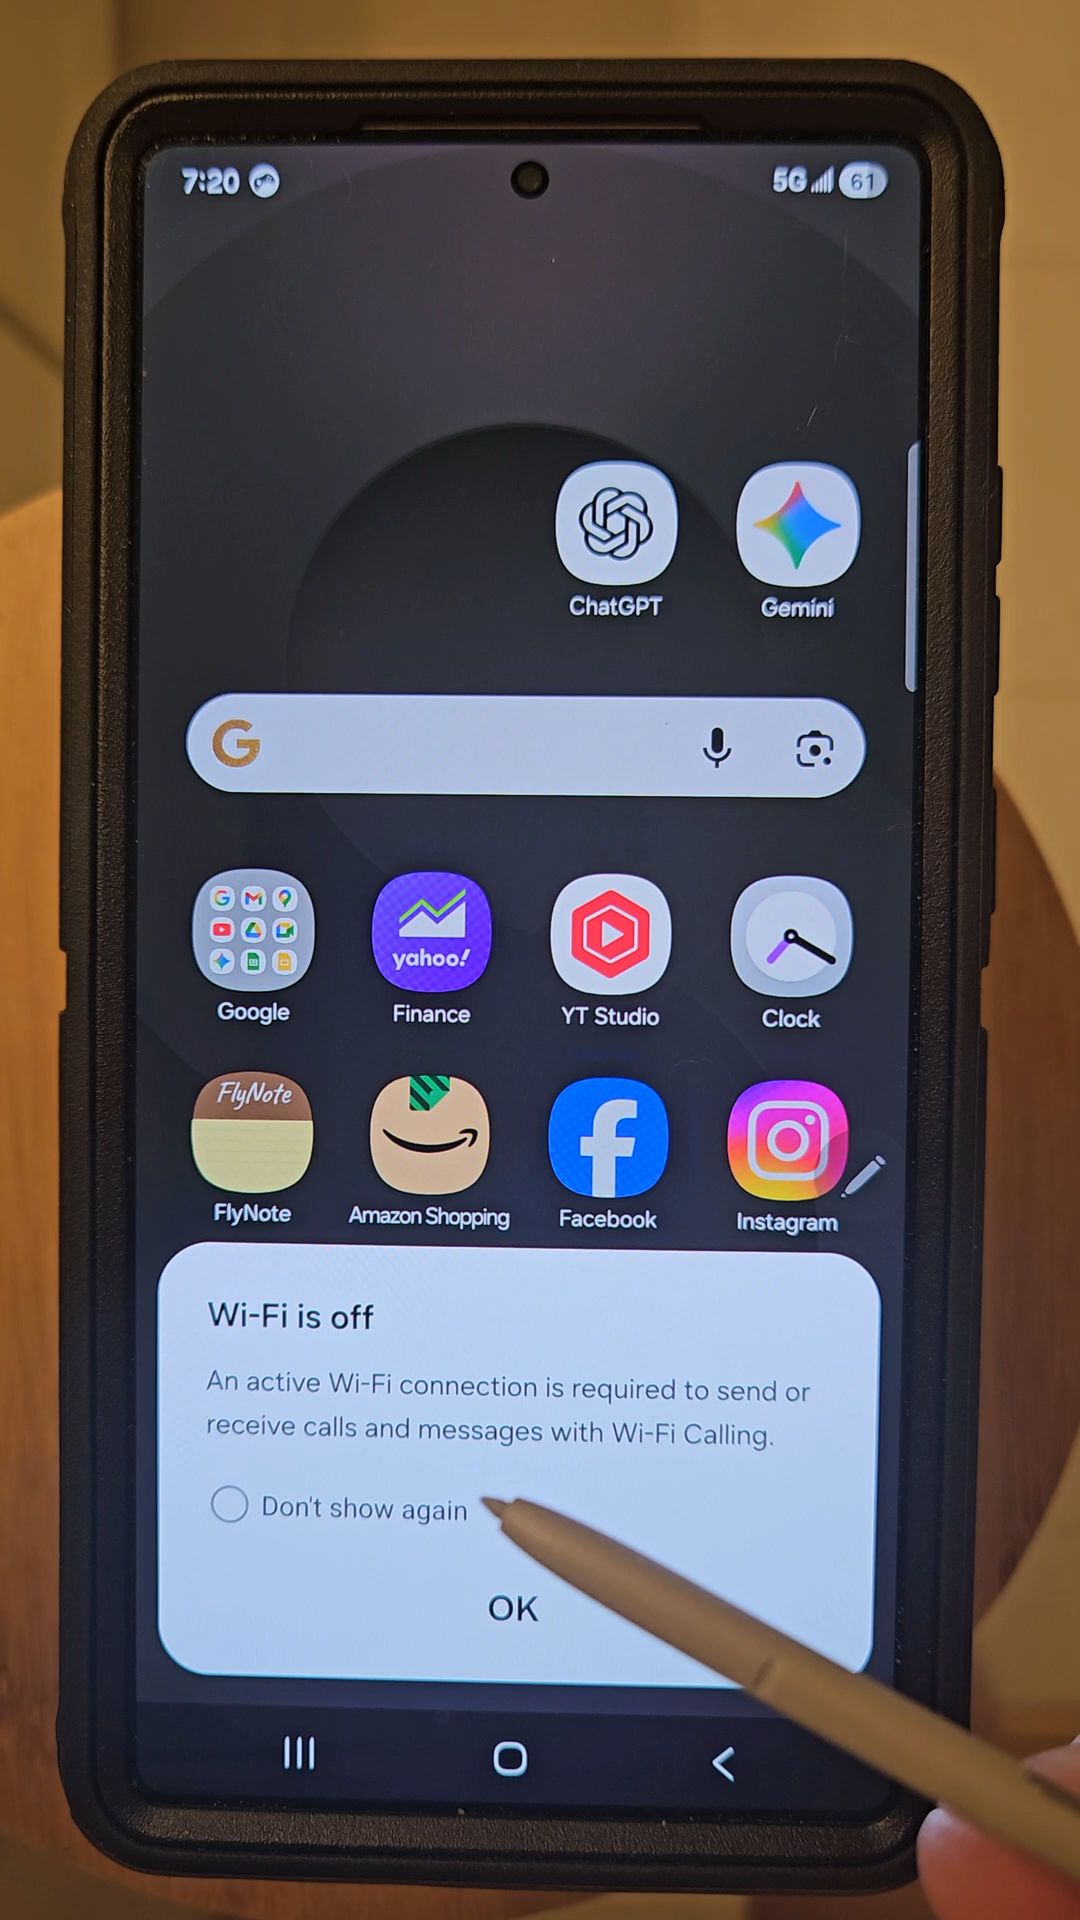 7:20 5G 61
ChatGPT Gemini
G
yahoo!
Google Finance YT Studio Clock
FlyNote
FlyNote Amazon Shopping Facebook Instagram
Wi-Fi is off
An active Wi-Fi connection is required to send or
receive calls and messages with Wi-Fi Calling.
Don't show again
OK